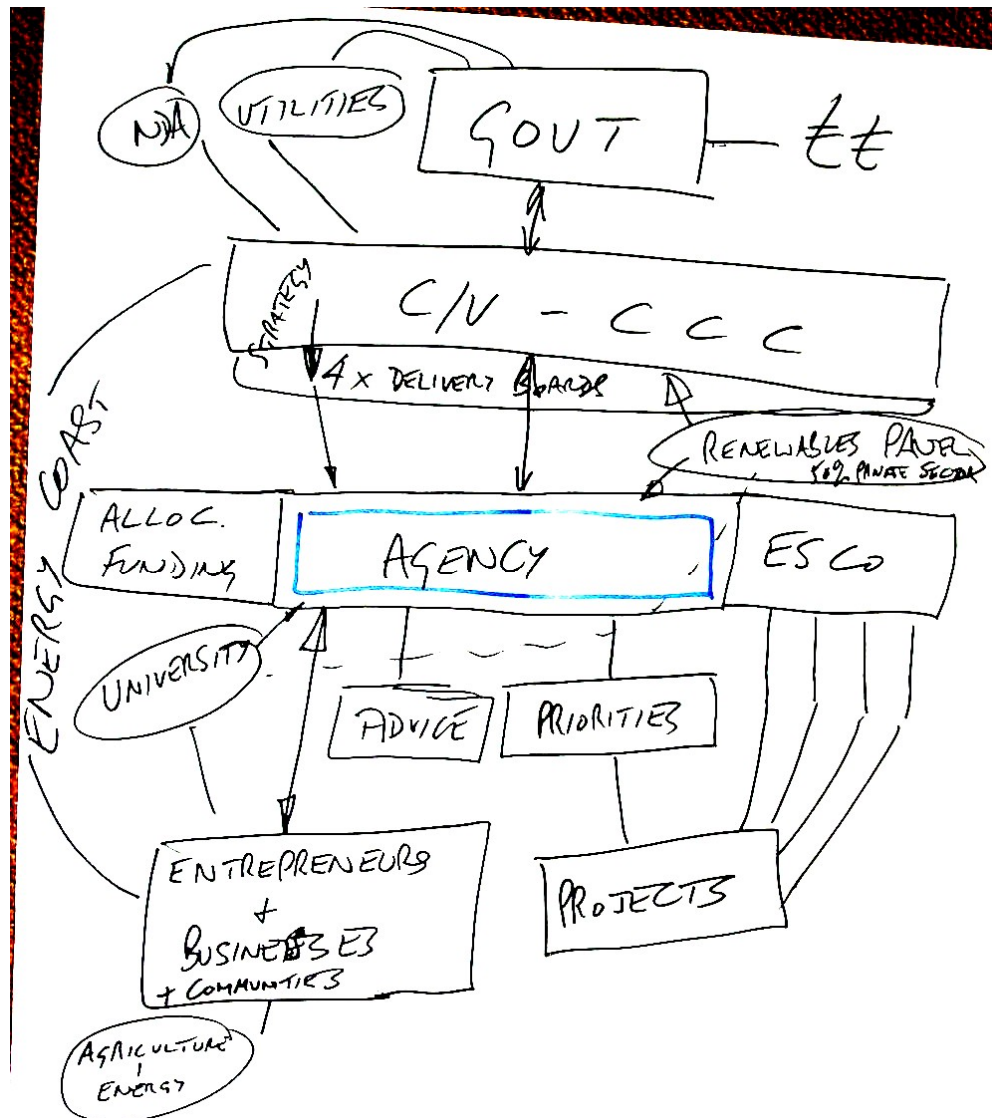 NDA
UTILITIES
GOVT
££
STRATEGY
C/V - C C C
4 x DELIVERY BOARDS
RENEWABLES PANEL
50% PRIVATE SECTOR
ENERGY COAST
ALLOC.
FUNDING
AGENCY
ESCO
UNIVERSITY
ADVICE
PRIORITIES
ENTREPRENEURS
+
BUSINESSES
+ COMMUNITIES
PROJECTS
AGRICULTURE
ENERGY